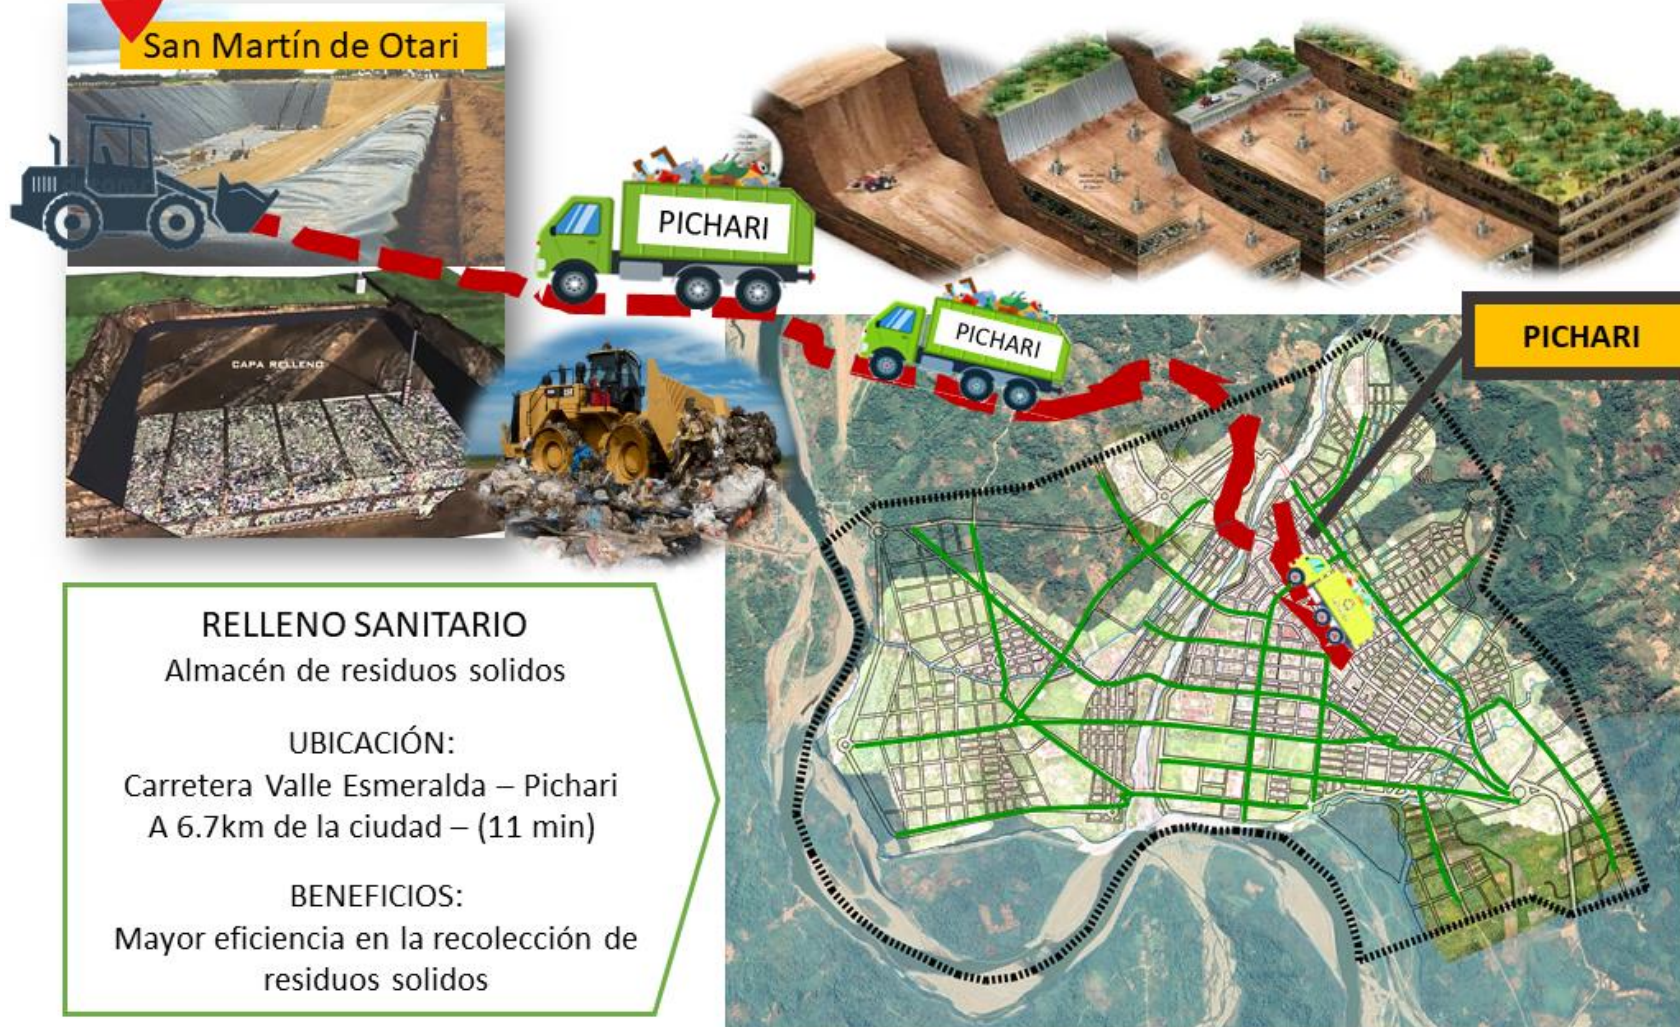 San Martín de Otari
PICHARI
PICHARI
PICHARI
CAPA RELLENO
RELLENO SANITARIO
Almacén de residuos solidos
UBICACIÓN:
Carretera Valle Esmeralda – Pichari
A 6.7km de la ciudad – (11 min)
BENEFICIOS:
Mayor eficiencia en la recolección de
residuos solidos